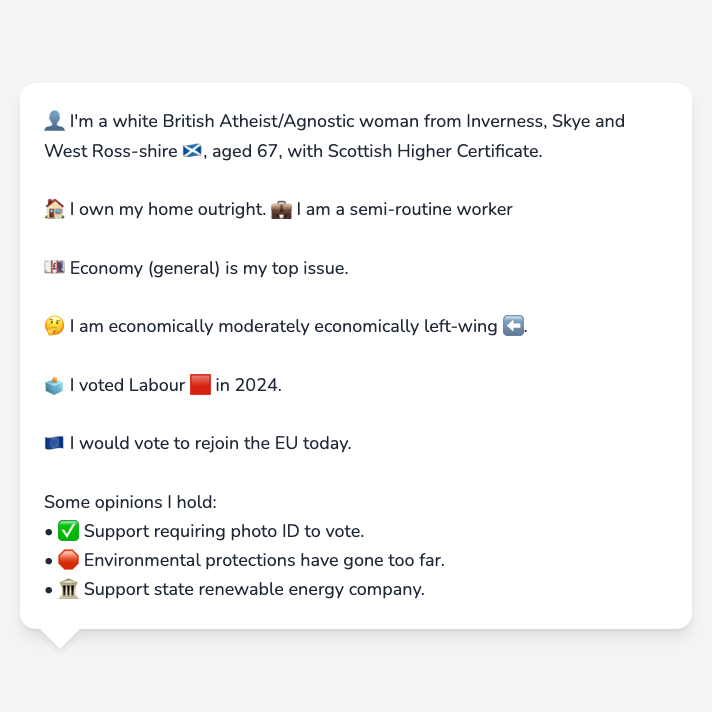 👤 I'm a white British Atheist/Agnostic woman from Inverness, Skye and
West Ross-shire 🏴󠁧󠁢󠁳󠁣󠁴󠁿, aged 67, with Scottish Higher Certificate.
🏠 I own my home outright. 💼 I am a semi-routine worker
💷 Economy (general) is my top issue.
🤔 I am economically moderately economically left-wing ⬅️.
🗳️ I voted Labour 🟥 in 2024.
🇪🇺 I would vote to rejoin the EU today.
Some opinions I hold:
• ✅ Support requiring photo ID to vote.
• 🛑 Environmental protections have gone too far.
• 🏛️ Support state renewable energy company.